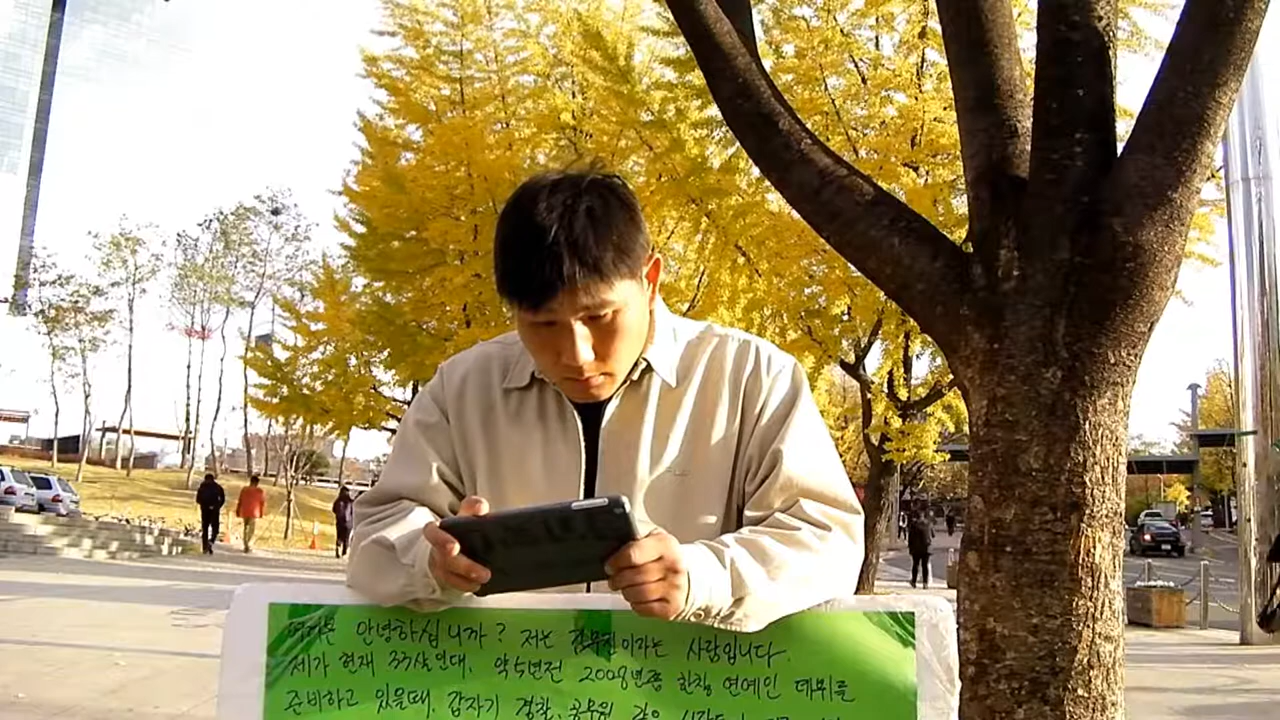 여러분 안녕하십니까? 저는 이라는 사람입니다.
제가 현재 33살인데, 약 5년전 2008년쯤 한창 연예인 데뷔를
준비하고 있을때, 갑자기 경찰, 공무원 같은